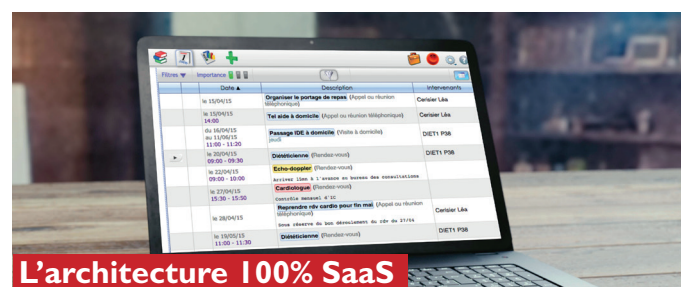 Filtres Importance
Date Description Intervenants
le 15/04/15 Organiser le portage de repas (Appel ou réunion téléphonique) Cerisier Léa
le 15/04/15
14:00 Tel aide à domicile (Appel ou réunion téléphonique) Cerisier Léa
du 16/04/15
au 11/06/15
11:00 - 11:20 Passage IDE à domicile (Visite à domicile)
jeudi DIET1 P38
le 20/04/15
09:00 - 09:30 Diététicienne (Rendez-vous) DIET1 P38
le 22/04/15
09:00 - 10:00 Echo-doppler (Rendez-vous)
Arriver 15mn à l'avance au bureau des consultations
le 27/04/15
15:30 - 15:50 Cardiologue (Rendez-vous)
Contrôle mensuel d'IC
le 28/04/15 Reprendre rdv cardio pour fin mai (Appel ou réunion téléphonique)
Sous réserve du bon déroulement du rdv du 27/04 Cerisier Léa
le 19/05/15
11:00 - 11:30 Diététicienne (Rendez-vous) DIET1 P38
L'architecture 100% SaaS